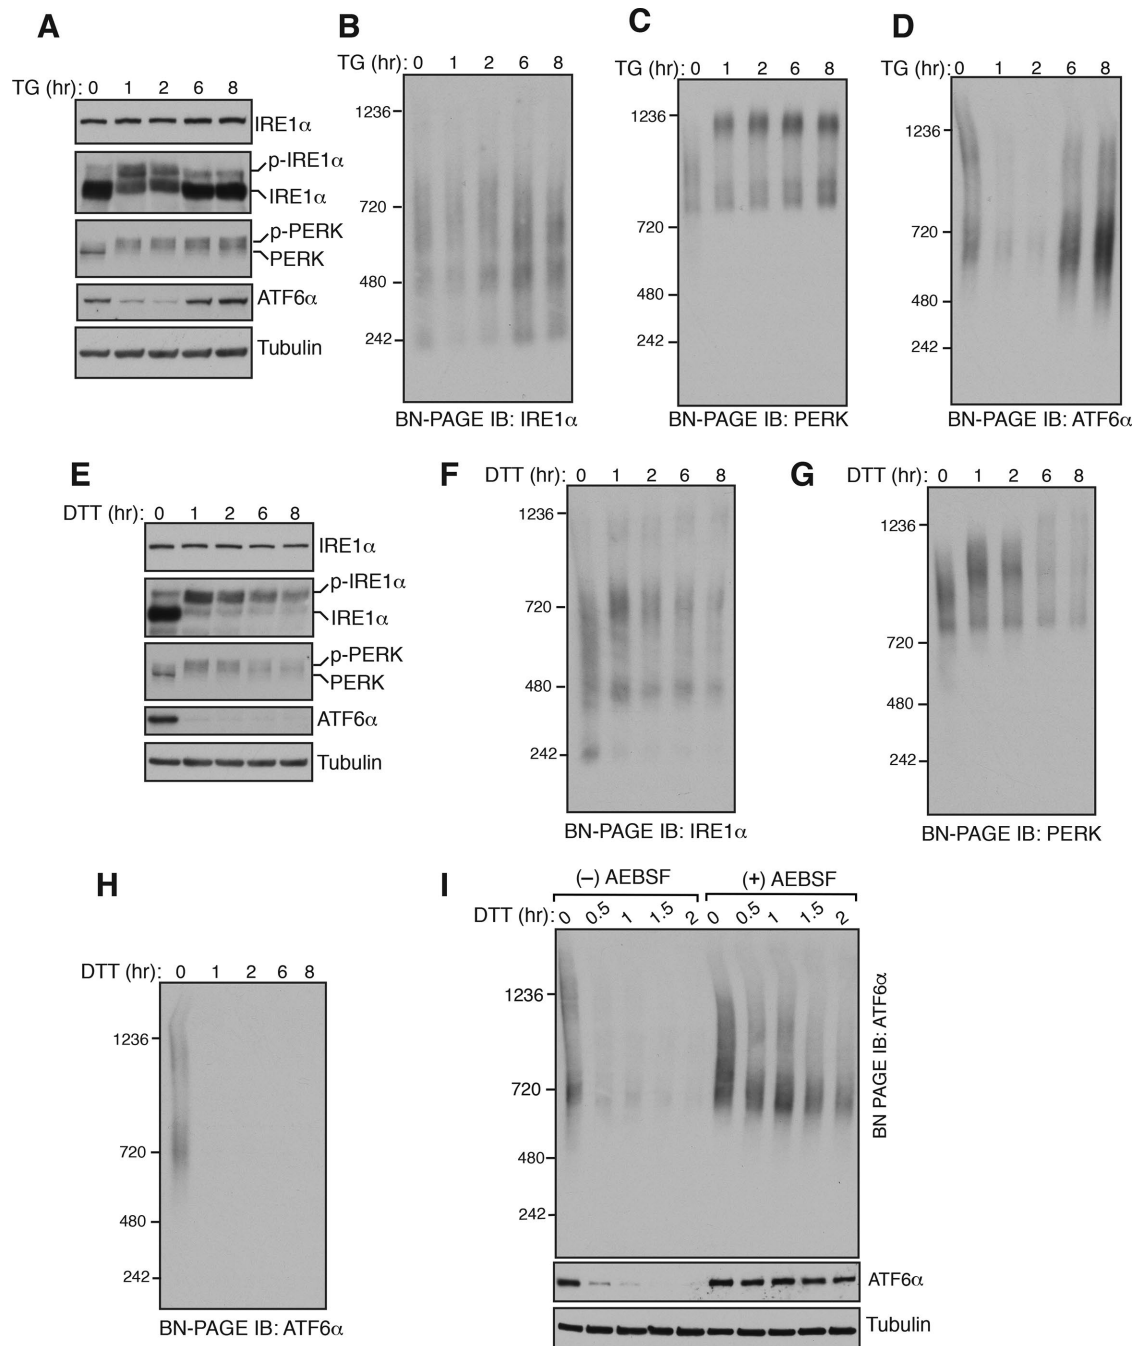 A
TG (hr): 0 1 2 6 8
IRE1α
p-IRE1α
IRE1α
p-PERK
PERK
ATF6α
Tubulin
B
TG (hr): 0 1 2 6 8
1236
720
480
242
BN-PAGE IB: IRE1α
C
TG (hr): 0 1 2 6 8
1236
720
480
242
BN-PAGE IB: PERK
D
TG (hr): 0 1 2 6 8
1236
720
480
242
BN-PAGE IB: ATF6α
E
DTT (hr): 0 1 2 6 8
IRE1α
p-IRE1α
IRE1α
p-PERK
PERK
ATF6α
Tubulin
F
DTT (hr): 0 1 2 6 8
1236
720
480
242
BN-PAGE IB: IRE1α
G
DTT (hr): 0 1 2 6 8
1236
720
480
242
BN-PAGE IB: PERK
H
DTT (hr): 0 1 2 6 8
1236
720
480
242
BN-PAGE IB: ATF6α
I
(–) AEBSF (+) AEBSF
DTT (hr): 0 0.5 1 1.5 2 0 0.5 1 1.5 2
1236
720
480
242
BN PAGE IB: ATF6α
ATF6α
Tubulin